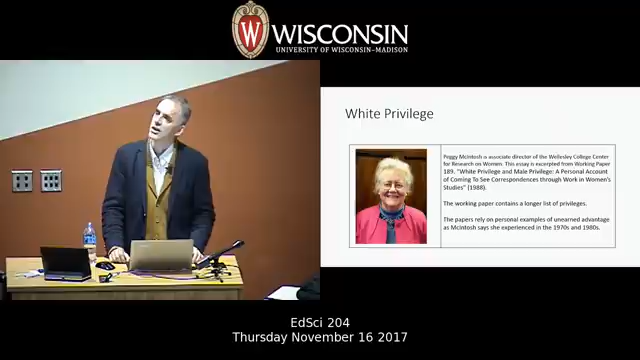 WISCONSIN
UNIVERSITY OF WISCONSIN–MADISON
White Privilege
Peggy McIntosh is associate director of the Wellesley College Center
for Research on Women. This essay is excerpted from Working Paper
189. "White Privilege and Male Privilege: A Personal Account
of Coming To See Correspondences through Work in Women's
Studies" (1988).
The working paper contains a longer list of privileges.
The papers rely on personal examples of unearned advantage
as McIntosh says she experienced in the 1970s and 1980s.
EdSci 204
Thursday November 16 2017